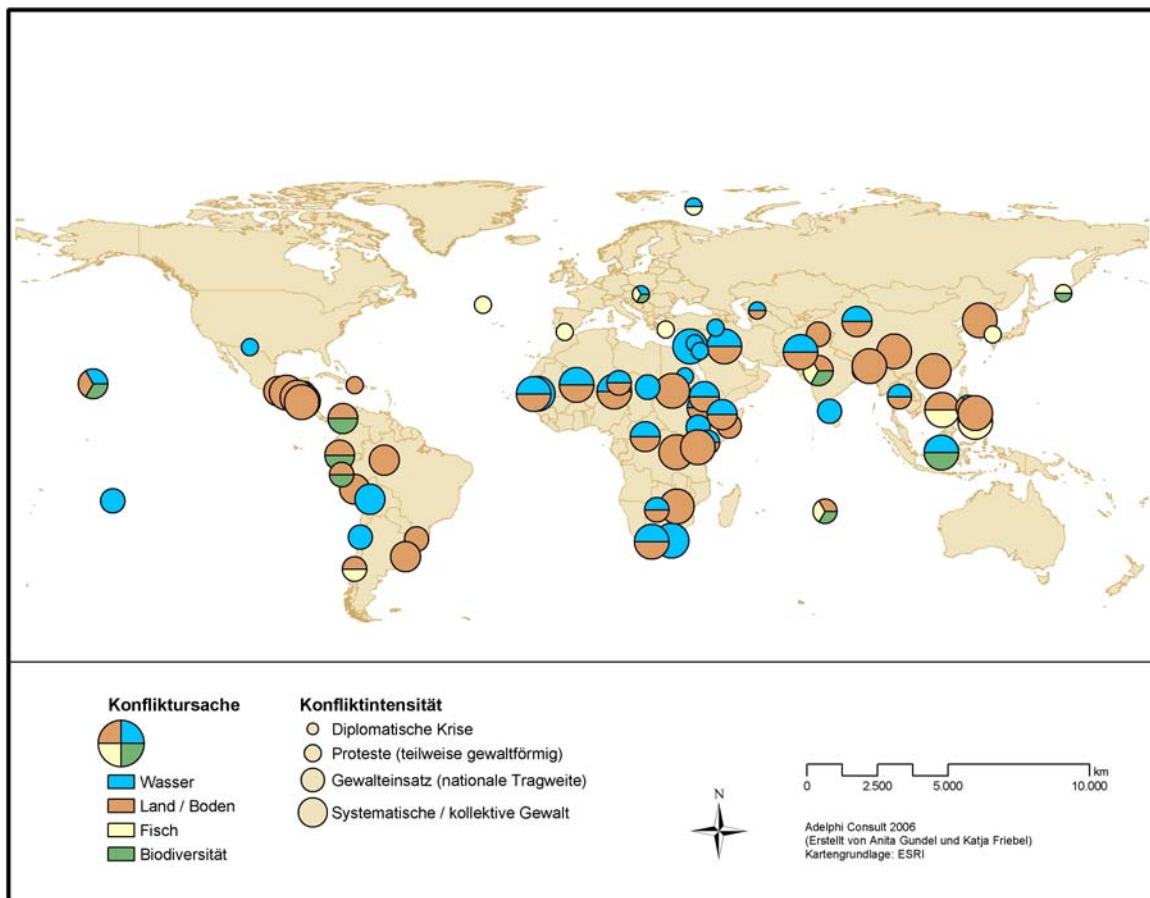 Konfliktursache
Wasser
Land / Boden
Fisch
Biodiversität
Konfliktintensität
Diplomatische Krise
Proteste (teilweise gewaltförmig)
Gewalteinsatz (nationale Tragweite)
Systematische / kollektive Gewalt
N
km
0 2.500 5.000 10.000
Adelphi Consult 2006
(Erstellt von Anita Gundel und Katja Friebel)
Kartengrundlage: ESRI